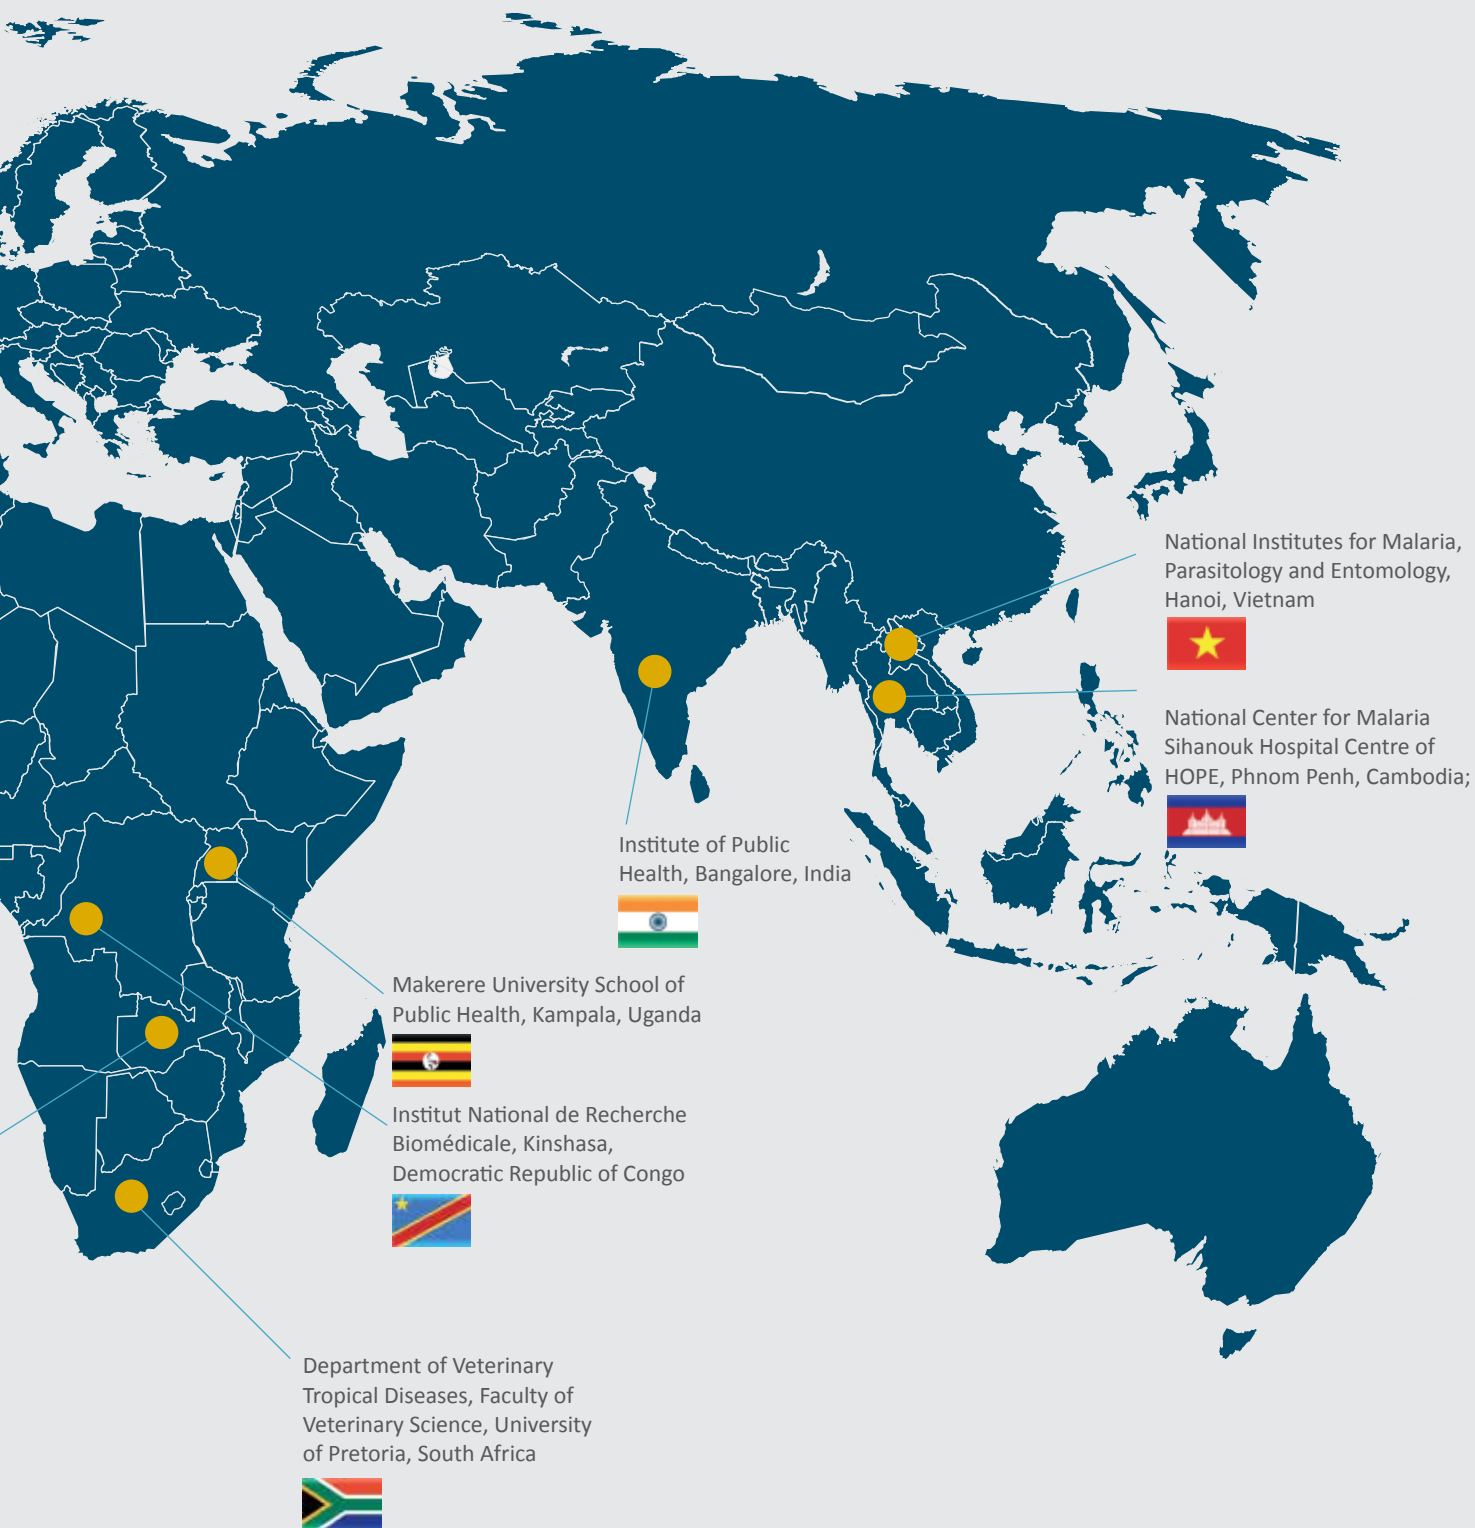 National Institutes for Malaria,
Parasitology and Entomology,
Hanoi, Vietnam
National Center for Malaria
Sihanouk Hospital Centre of
HOPE, Phnom Penh, Cambodia;
Institute of Public
Health, Bangalore, India
Makerere University School of
Public Health, Kampala, Uganda
Institut National de Recherche
Biomédicale, Kinshasa,
Democratic Republic of Congo
Department of Veterinary
Tropical Diseases, Faculty of
Veterinary Science, University
of Pretoria, South Africa